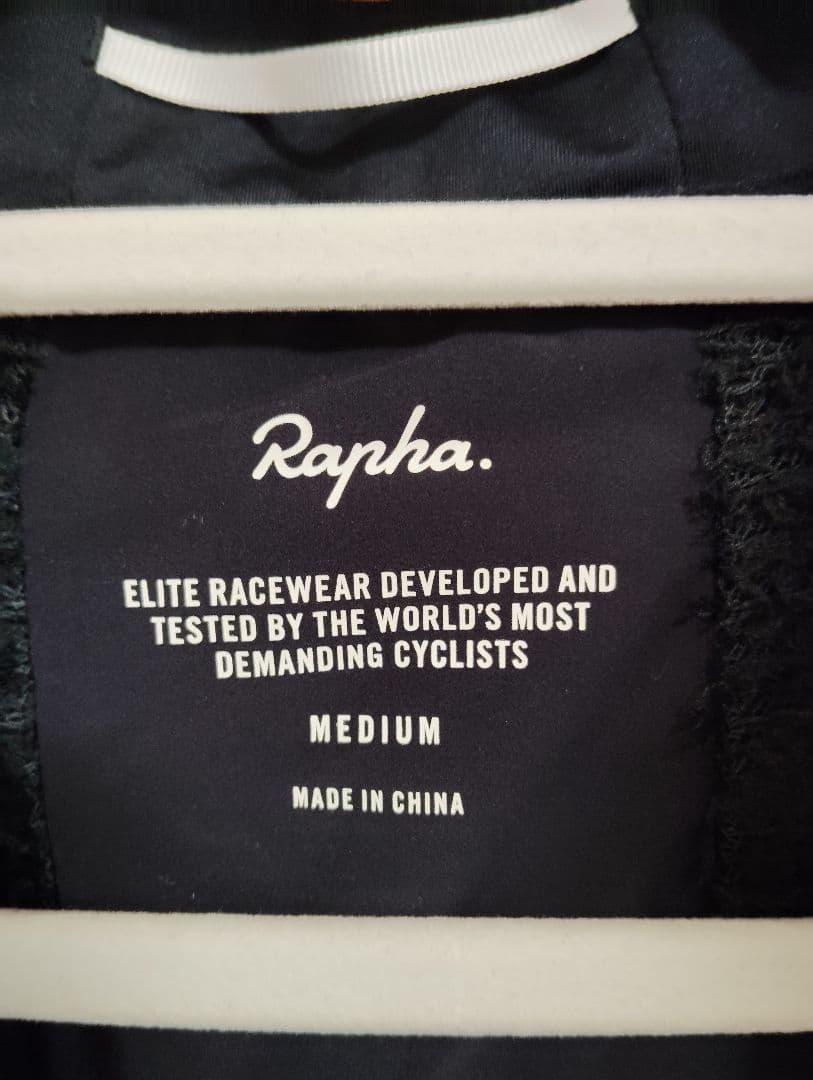 Rapha.
ELITE RACEWEAR DEVELOPED AND
TESTED BY THE WORLD'S MOST
DEMANDING CYCLISTS
MEDIUM
MADE IN CHINA